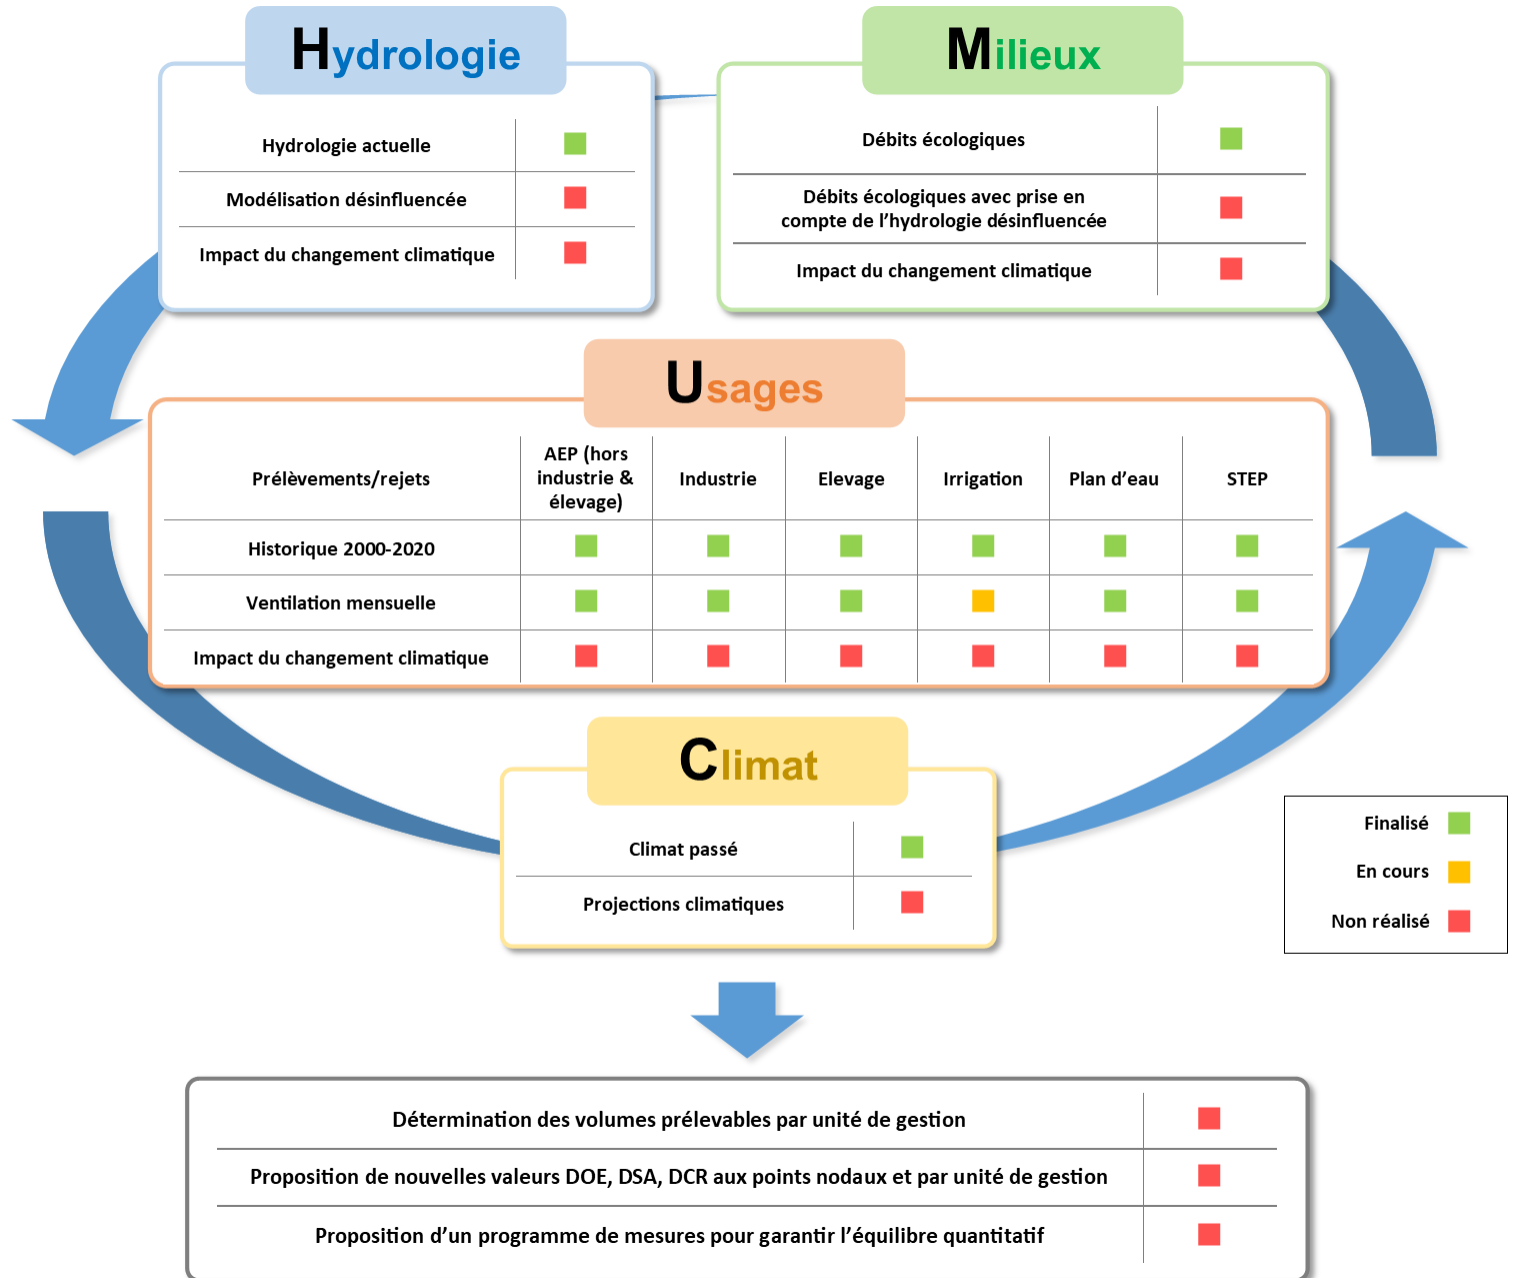 Hydrologie
Milieux
Hydrologie actuelle
Modélisation désinfluencée
Impact du changement climatique
Débits écologiques
Débits écologiques avec prise en
compte de l’hydrologie désinfluencée
Impact du changement climatique
Usages
Prélèvements/rejets
AEP (hors
industrie &
élevage)
Industrie
Elevage
Irrigation
Plan d’eau
STEP
Historique 2000-2020
Ventilation mensuelle
Impact du changement climatique
Climat
Climat passé
Projections climatiques
Finalisé
En cours
Non réalisé
Détermination des volumes prélevables par unité de gestion
Proposition de nouvelles valeurs DOE, DSA, DCR aux points nodaux et par unité de gestion
Proposition d’un programme de mesures pour garantir l’équilibre quantitatif